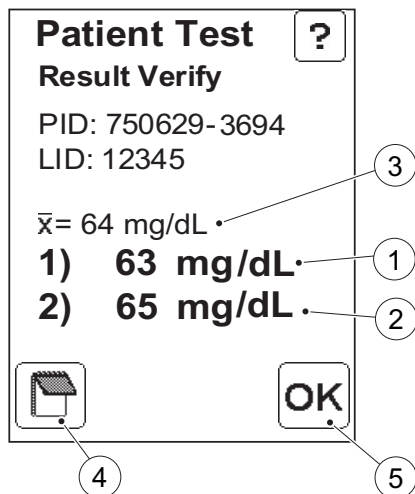 Patient Test ?
Result Verify
PID: 750629-3694
LID: 12345
x̅= 64 mg/dL
1) 63 mg/dL
2) 65 mg/dL
OK
3
1
2
4
5